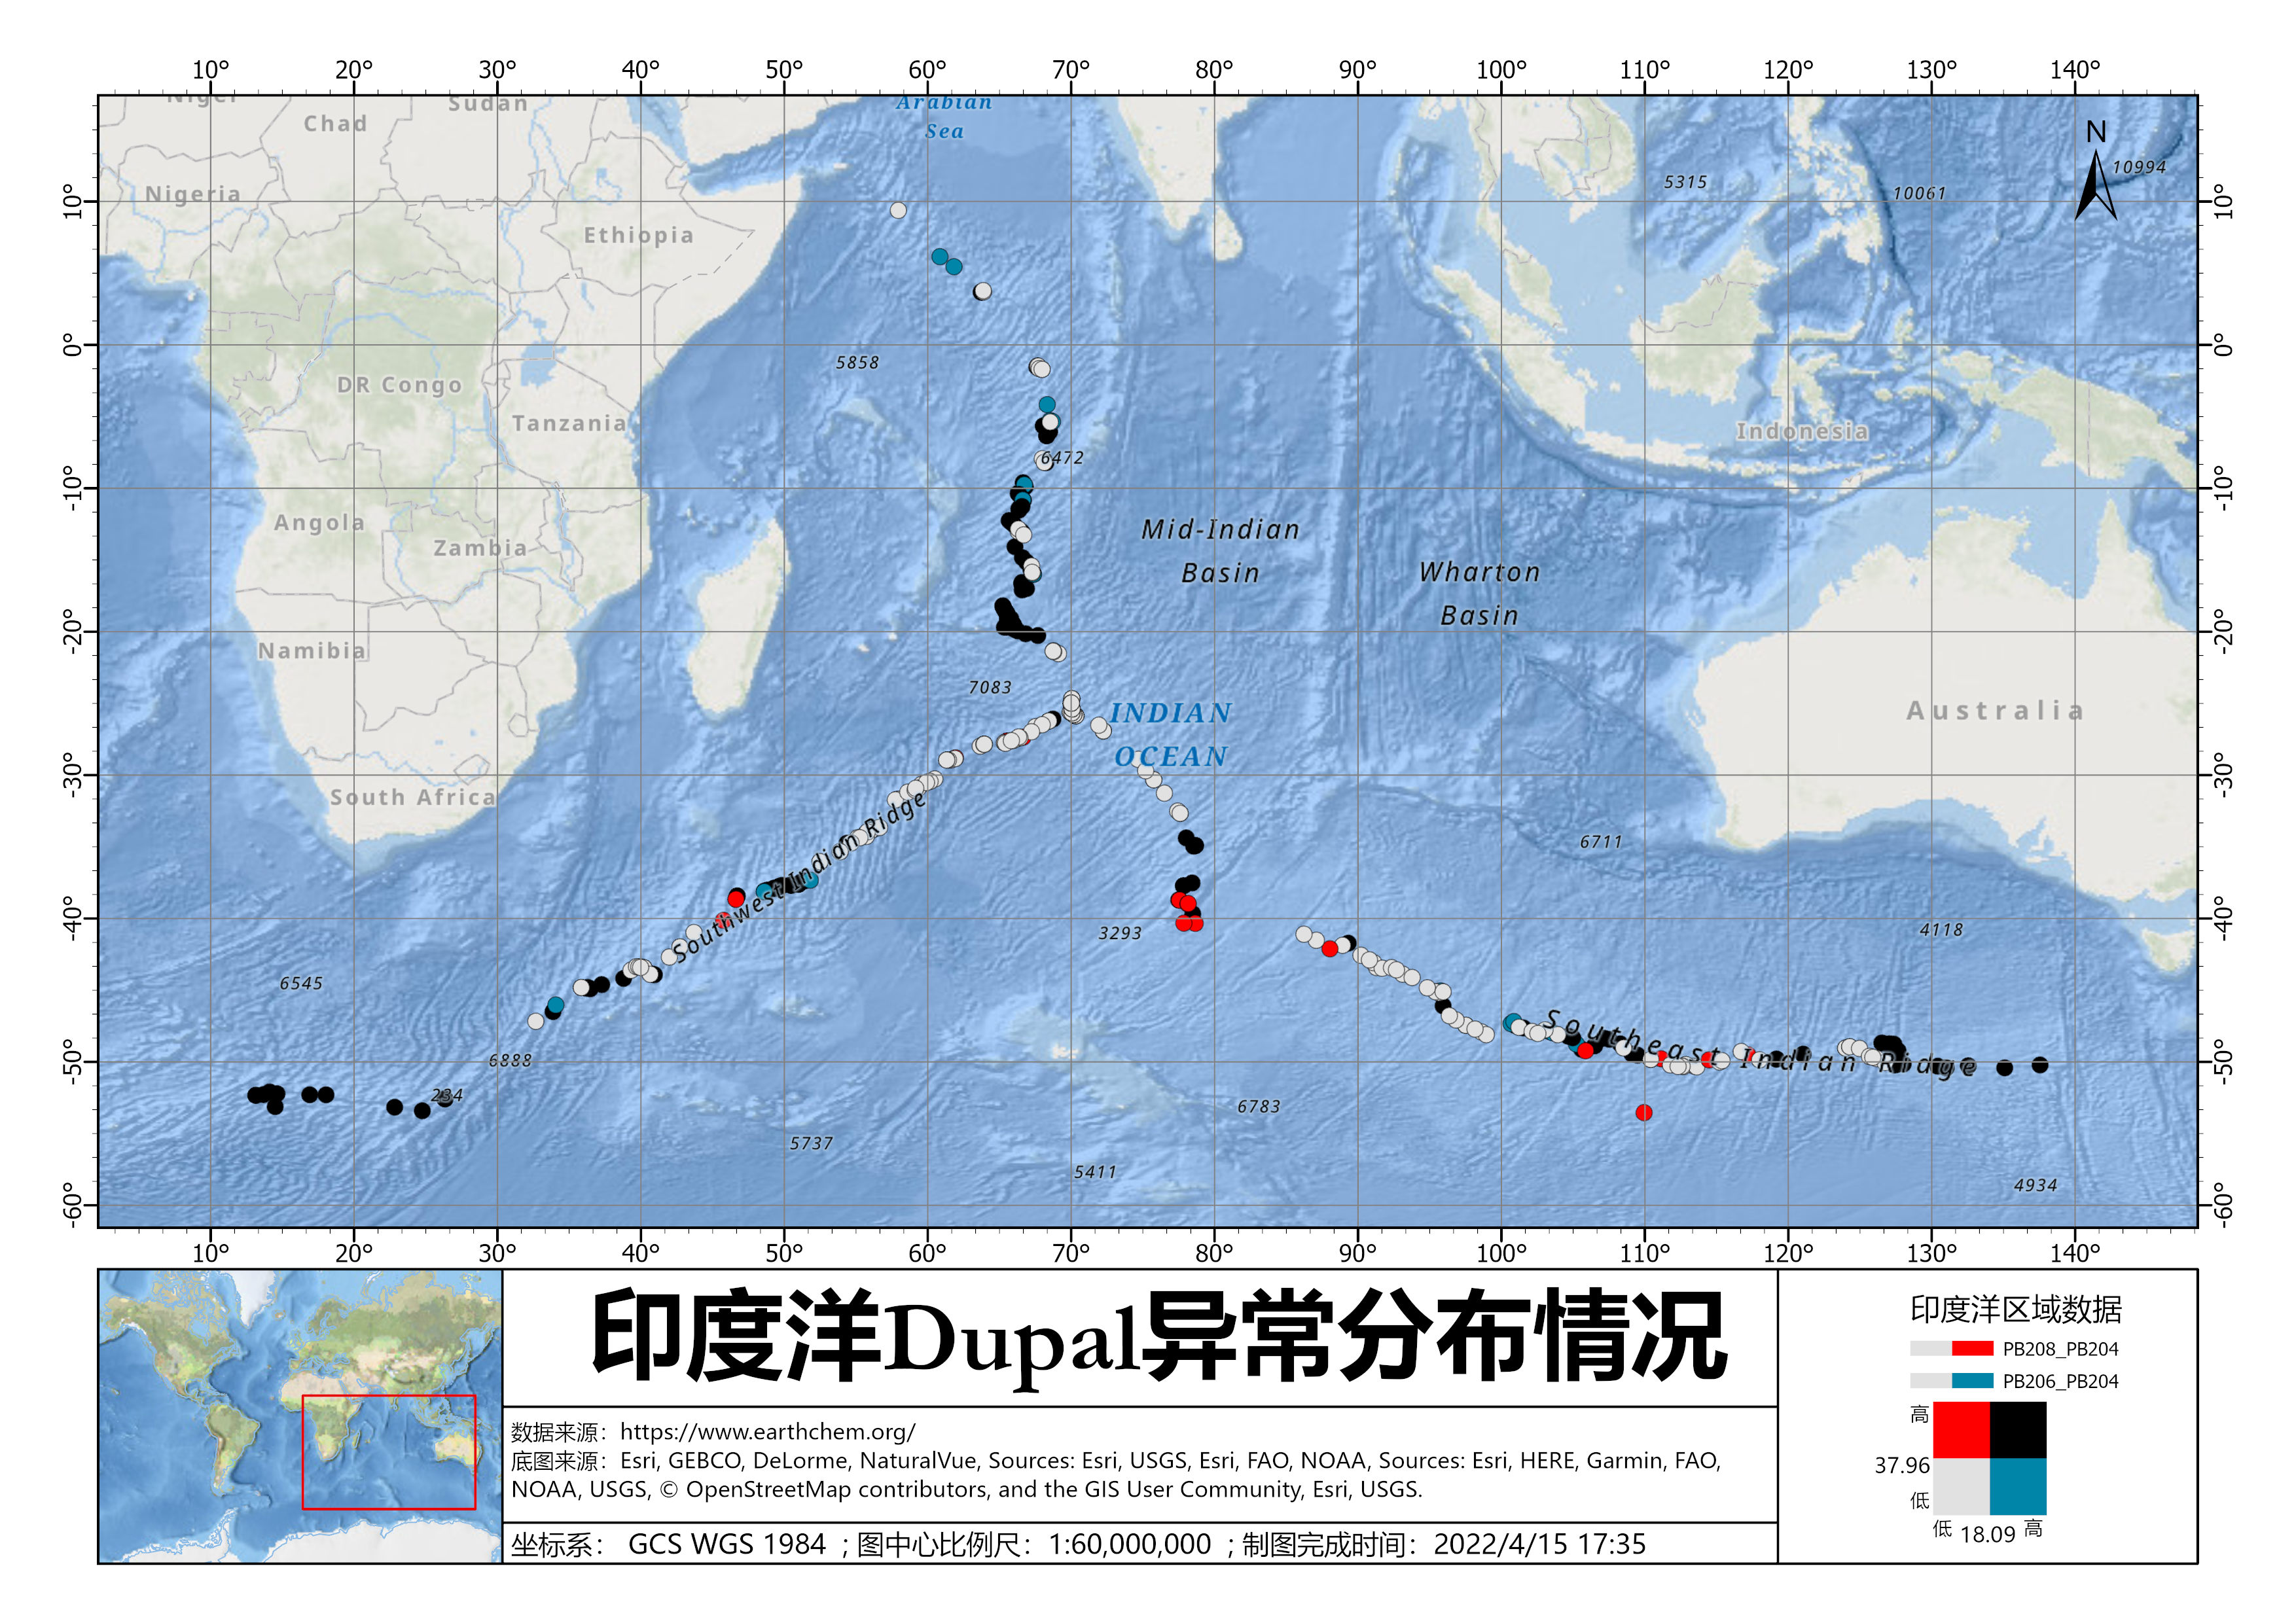 10° 20° 30° 40° 50° 60° 70° 80° 90° 100° 110° 120° 130° 140°
Niger
Sudan
Arabian
Sea
Chad
N
10994
5315
10061
Nigeria
10°
10°
Ethiopia
0°
0°
5858
DR Congo
Tanzania
Indonesia
6472
-10°
-10°
Angola
Zambia
Mid-Indian
Basin
Wharton
Basin
-20°
-20°
Namibia
7083
INDIAN
OCEAN
Australia
-30°
-30°
South Africa
Southwest Indian Ridge
6711
-40°
-40°
3293
4118
6545
Southeast Indian Ridge
-50°
-50°
6888
234
6783
5737
5411
4934
-60°
-60°
10° 20° 30° 40° 50° 60° 70° 80° 90° 100° 110° 120° 130° 140°
印度洋Dupal异常分布情况
数据来源：https://www.earthchem.org/
底图来源：Esri, GEBCO, DeLorme, NaturalVue, Sources: Esri, USGS, Esri, FAO, NOAA, Sources: Esri, HERE, Garmin, FAO,
NOAA, USGS, © OpenStreetMap contributors, and the GIS User Community, Esri, USGS.
坐标系： GCS WGS 1984 ；图中心比例尺：1:60,000,000 ；制图完成时间：2022/4/15 17:35
印度洋区域数据
PB208_PB204
PB206_PB204
高
37.96
低
低 18.09 高